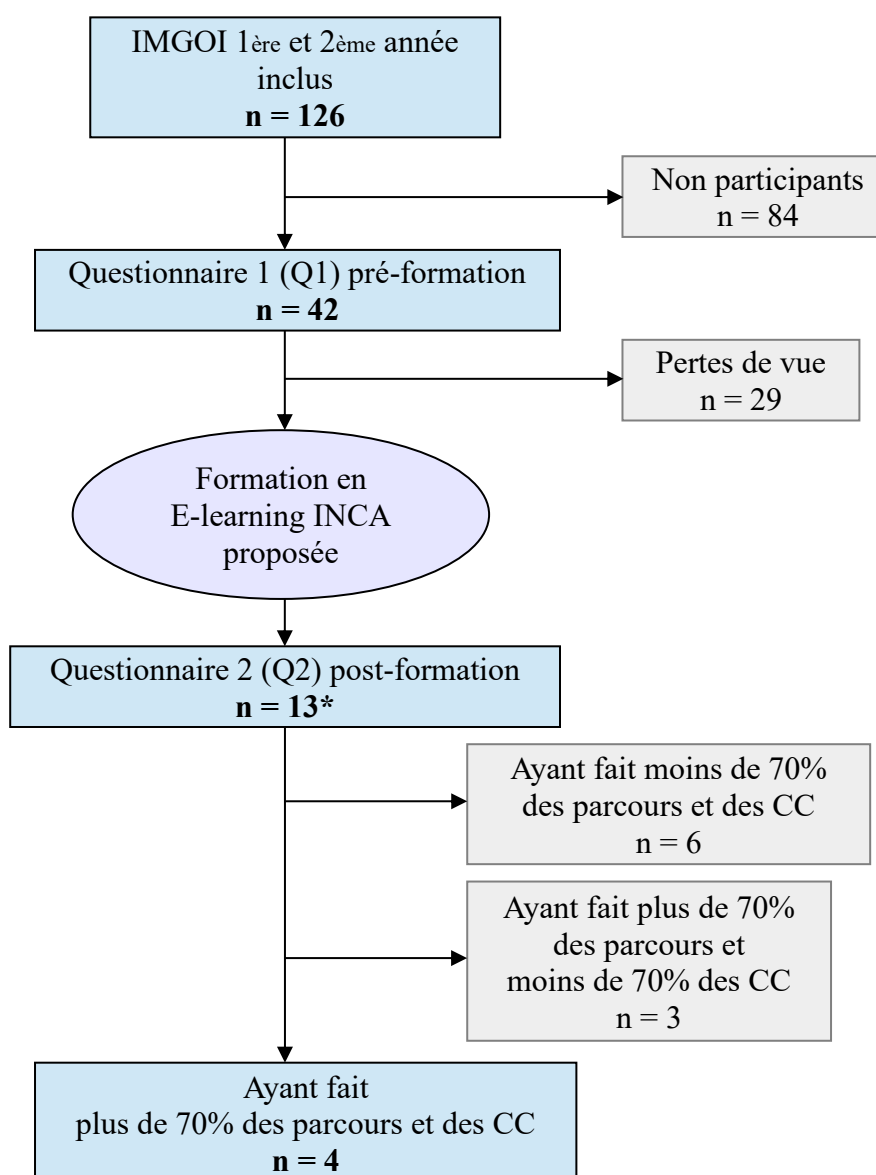 IMGOI 1ère et 2ème année
inclus
n = 126
Non participants
n = 84
Questionnaire 1 (Q1) pré-formation
n = 42
Pertes de vue
n = 29
Formation en
E-learning INCA
proposée
Questionnaire 2 (Q2) post-formation
n = 13*
Ayant fait moins de 70%
des parcours et des CC
n = 6
Ayant fait plus de 70%
des parcours et
moins de 70% des CC
n = 3
Ayant fait
plus de 70% des parcours et des CC
n = 4